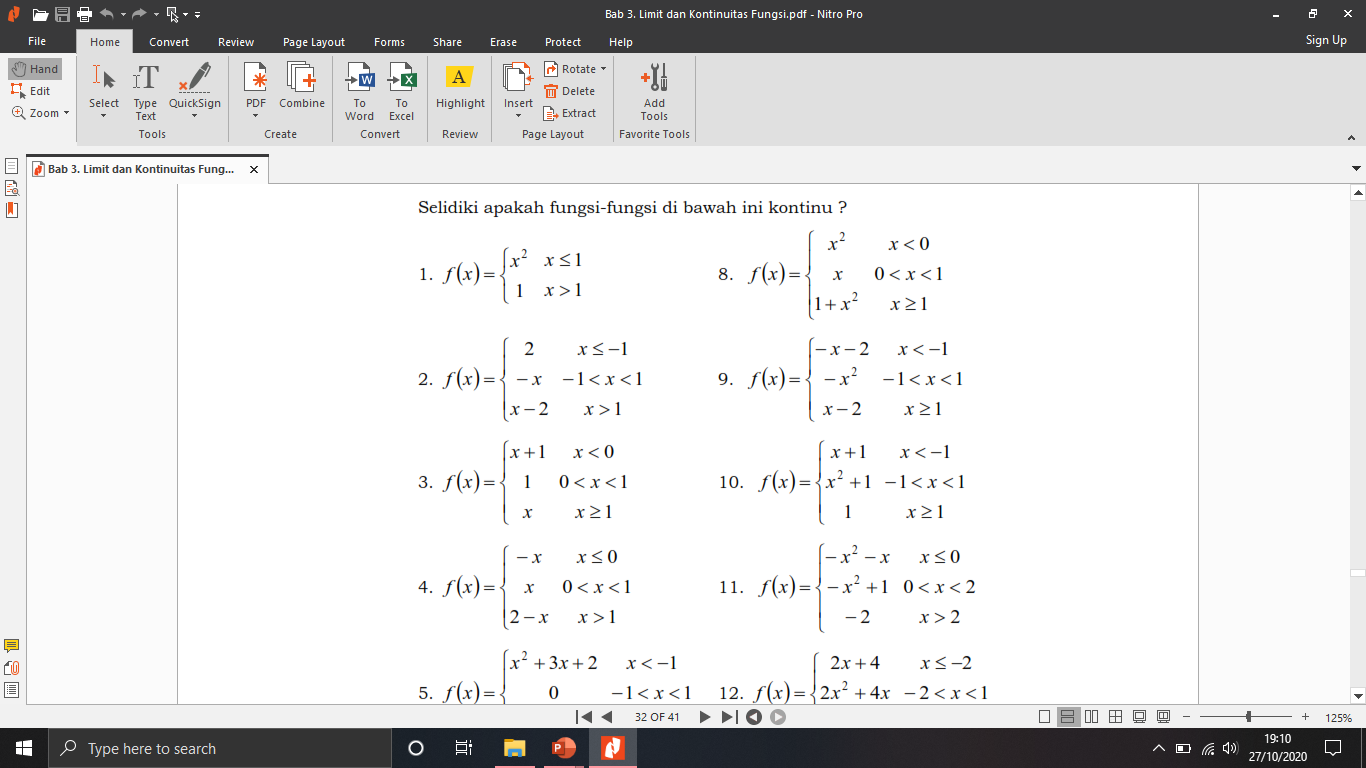 Bab 3. Limit dan Kontinuitas Fungsi.pdf - Nitro Pro
File Home Convert Review Page Layout Forms Share Erase Protect Help Sign Up
Hand
Edit
Zoom
Select
Type Text
QuickSign
Tools
PDF
Combine
Create
To Word
To Excel
Convert
Highlight
Review
Insert
Rotate
Delete
Extract
Page Layout
Add Tools
Favorite Tools
Bab 3. Limit dan Kontinuitas Fung...
Selidiki apakah fungsi-fungsi di bawah ini kontinu ?
1. f(x) = { x² x ≤ 1
1 x > 1
2. f(x) = { 2 x ≤ −1
−x −1 < x < 1
x − 2 x > 1
3. f(x) = { x + 1 x < 0
1 0 < x < 1
x x ≥ 1
4. f(x) = { −x x ≤ 0
x 0 < x < 1
2 − x x > 1
5. f(x) = { x² + 3x + 2 x < −1
0 −1 < x < 1
8. f(x) = { x² x < 0
x 0 < x < 1
1 + x² x ≥ 1
9. f(x) = { −x − 2 x < −1
−x² −1 < x < 1
x − 2 x ≥ 1
10. f(x) = { x + 1 x < −1
x² + 1 −1 < x < 1
1 x ≥ 1
11. f(x) = { −x² − x x ≤ 0
−x² + 1 0 < x < 2
−2 x > 2
12. f(x) = { 2x + 4 x ≤ −2
2x² + 4x −2 < x < 1
32 OF 41
125%
Type here to search
19:10
27/10/2020